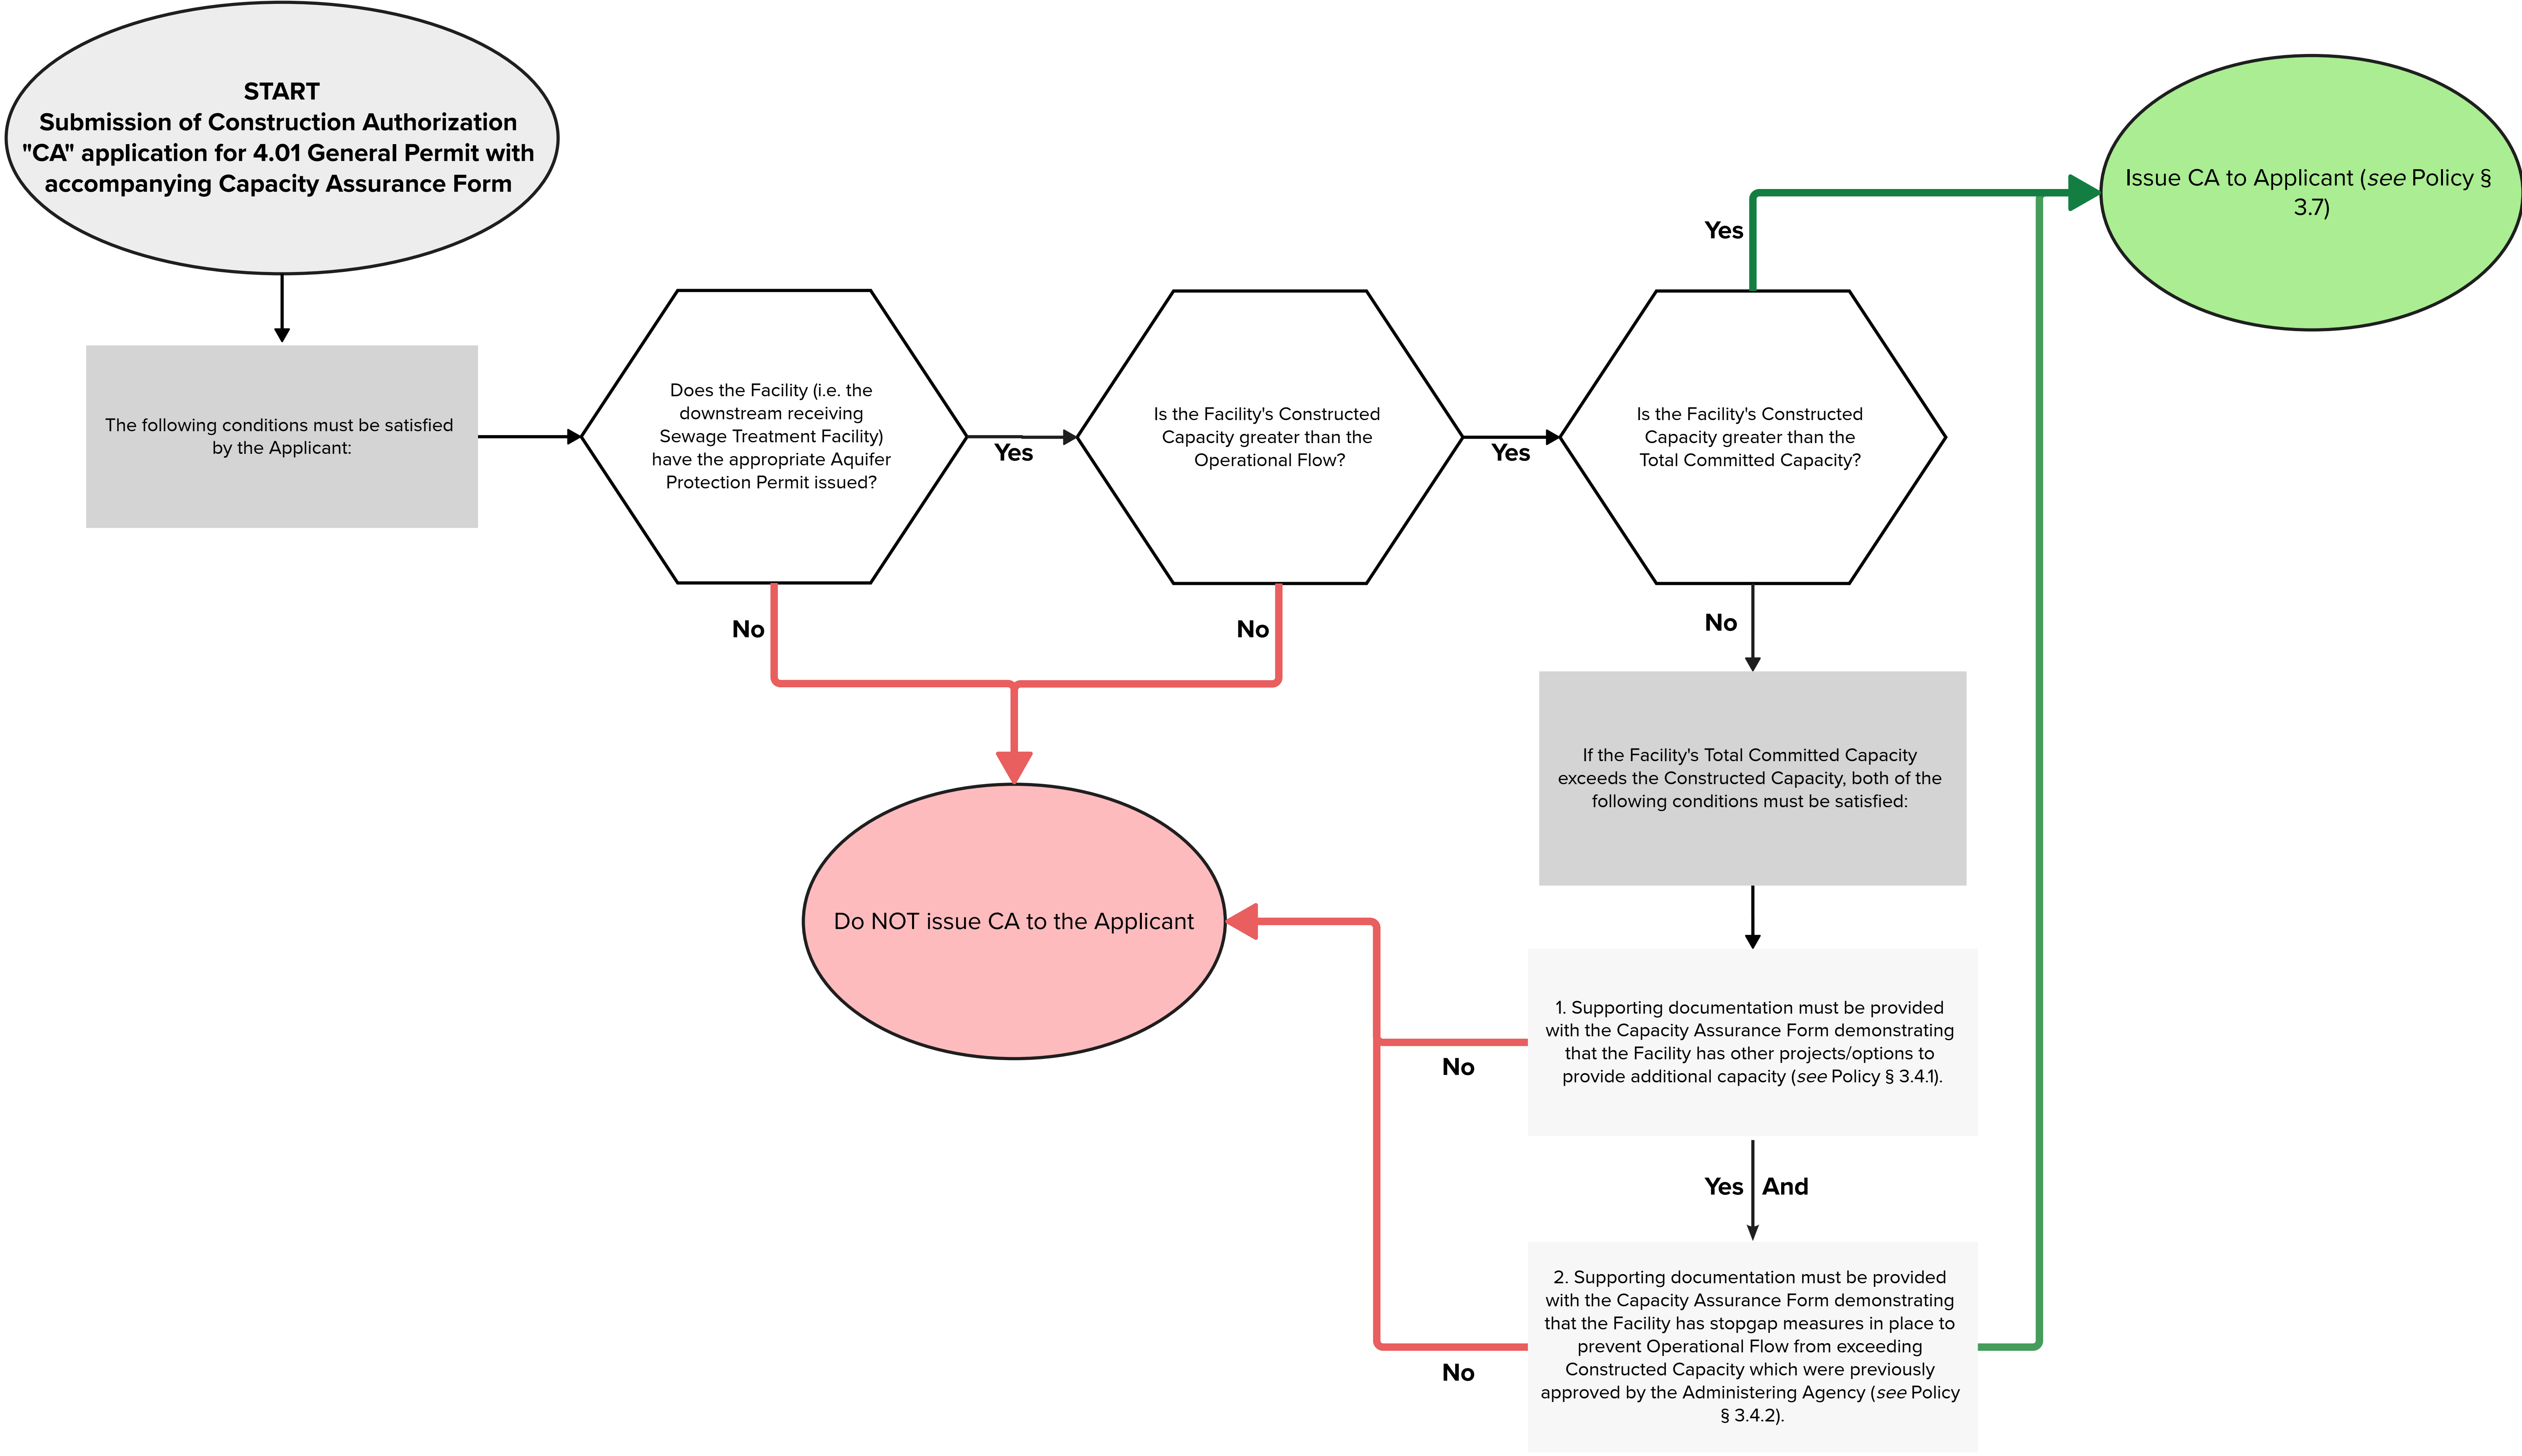 START
Submission of Construction Authorization
"CA" application for 4.01 General Permit with
accompanying Capacity Assurance Form
Issue CA to Applicant (see Policy §
3.7)
Yes
The following conditions must be satisfied
by the Applicant:
Does the Facility (i.e. the
downstream receiving
Sewage Treatment Facility)
have the appropriate Aquifer
Protection Permit issued?
Yes
Is the Facility's Constructed
Capacity greater than the
Operational Flow?
Yes
Is the Facility's Constructed
Capacity greater than the
Total Committed Capacity?
No
No
No
If the Facility's Total Committed Capacity
exceeds the Constructed Capacity, both of the
following conditions must be satisfied:
Do NOT issue CA to the Applicant
1. Supporting documentation must be provided
with the Capacity Assurance Form demonstrating
that the Facility has other projects/options to
provide additional capacity (see Policy § 3.4.1).
No
Yes And
2. Supporting documentation must be provided
with the Capacity Assurance Form demonstrating
that the Facility has stopgap measures in place to
prevent Operational Flow from exceeding
Constructed Capacity which were previously
approved by the Administering Agency (see Policy
§ 3.4.2).
No